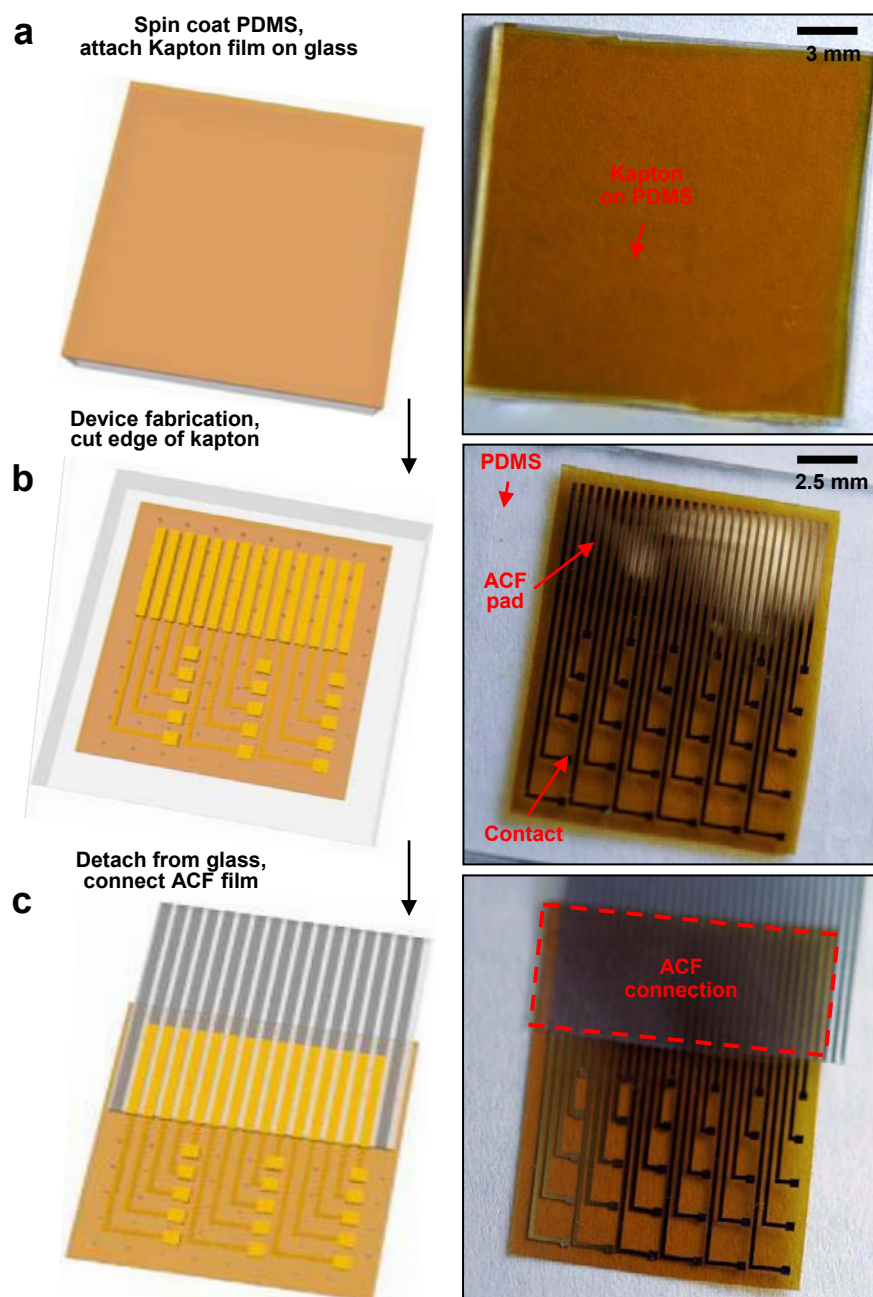 a
Spin coat PDMS,
attach Kapton film on glass
3 mm
Kapton
on PDMS
Device fabrication,
cut edge of kapton
b
PDMS
2.5 mm
ACF
pad
Contact
Detach from glass,
connect ACF film
c
ACF
connection